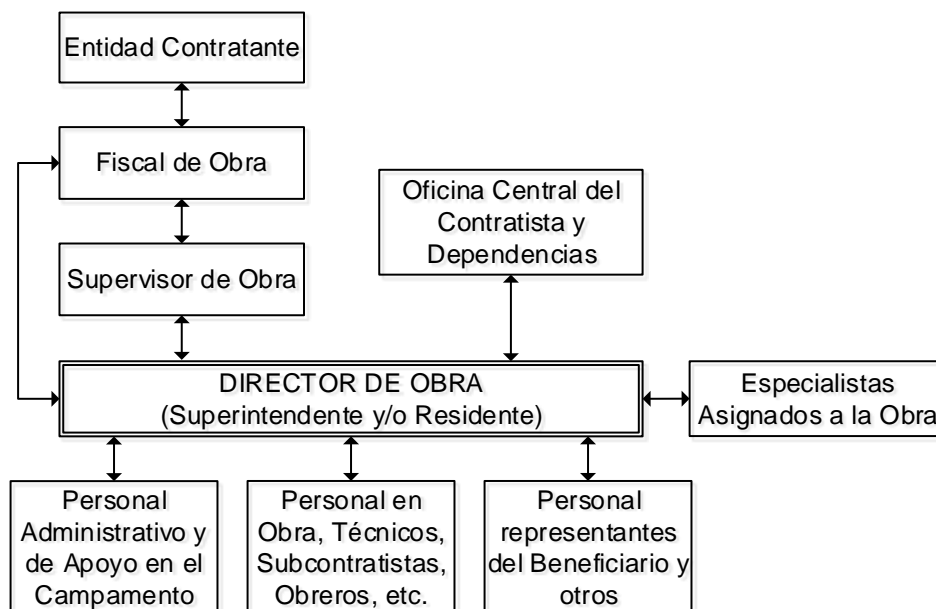 Entidad Contratante
Fiscal de Obra
Oficina Central del
Contratista y
Dependencias
Supervisor de Obra
DIRECTOR DE OBRA
(Superintendente y/o Residente)
Especialistas
Asignados a la Obra
Personal
Administrativo y
de Apoyo en el
Campamento
Personal en
Obra, Técnicos,
Subcontratistas,
Obreros, etc.
Personal
representantes
del Beneficiario y
otros